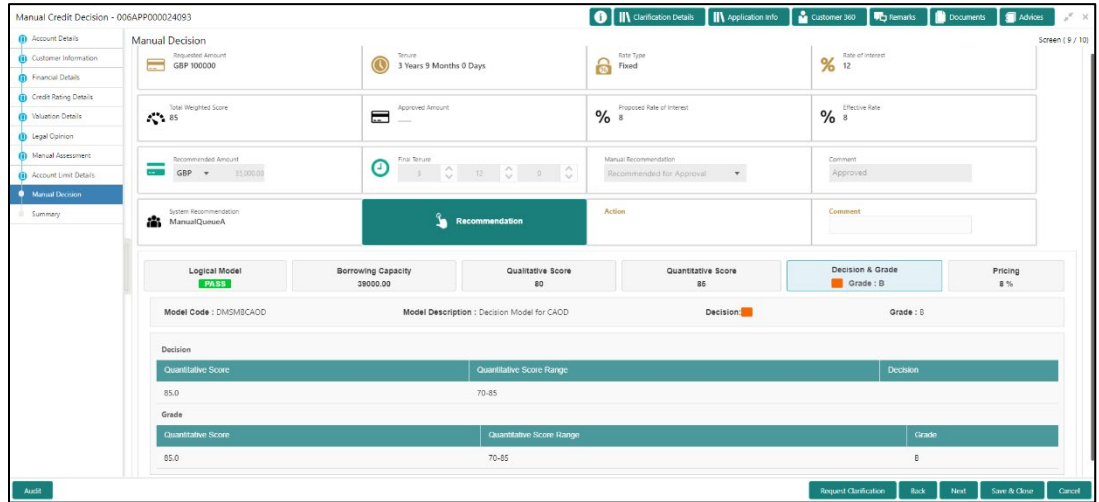 Manual Credit Decision - 006APP000024093
Clarification Details
Application Info
Customer 360
Remarks
Documents
Advices
Account Details
Customer Information
Financial Details
Credit Rating Details
Valuation Details
Legal Opinion
Manual Assessment
Account Limit Details
Manual Decision
Summary
Manual Decision
Screen ( 9 / 10)
Requested Amount
GBP 100000
Tenure
3 Years 9 Months 0 Days
Rate Type
Fixed
Rate of Interest
12
Total Weighted Score
85
Approved Amount
Proposed Rate of Interest
8
Effective Rate
8
Recommended Amount
GBP
Final Tenure
12
0
Manual Recommendation
Recommended for Approval
Comment
Approved
System Recommendation
ManualQueueA
Recommendation
Action
Comment
Logical Model
PASS
Borrowing Capacity
39000.00
Qualitative Score
80
Quantitative Score
85
Decision & Grade
Grade : B
Pricing
8 %
Model Code : DMSMBCAOD
Model Description : Decision Model for CAOD
Decision:
Grade : B
Decision
Quantitative Score
Quantitative Score Range
Decision
85.0
70-85
Grade
Quantitative Score
Quantitative Score Range
Grade
85.0
70-85
B
Audit
Request Clarification
Back
Next
Save & Close
Cancel